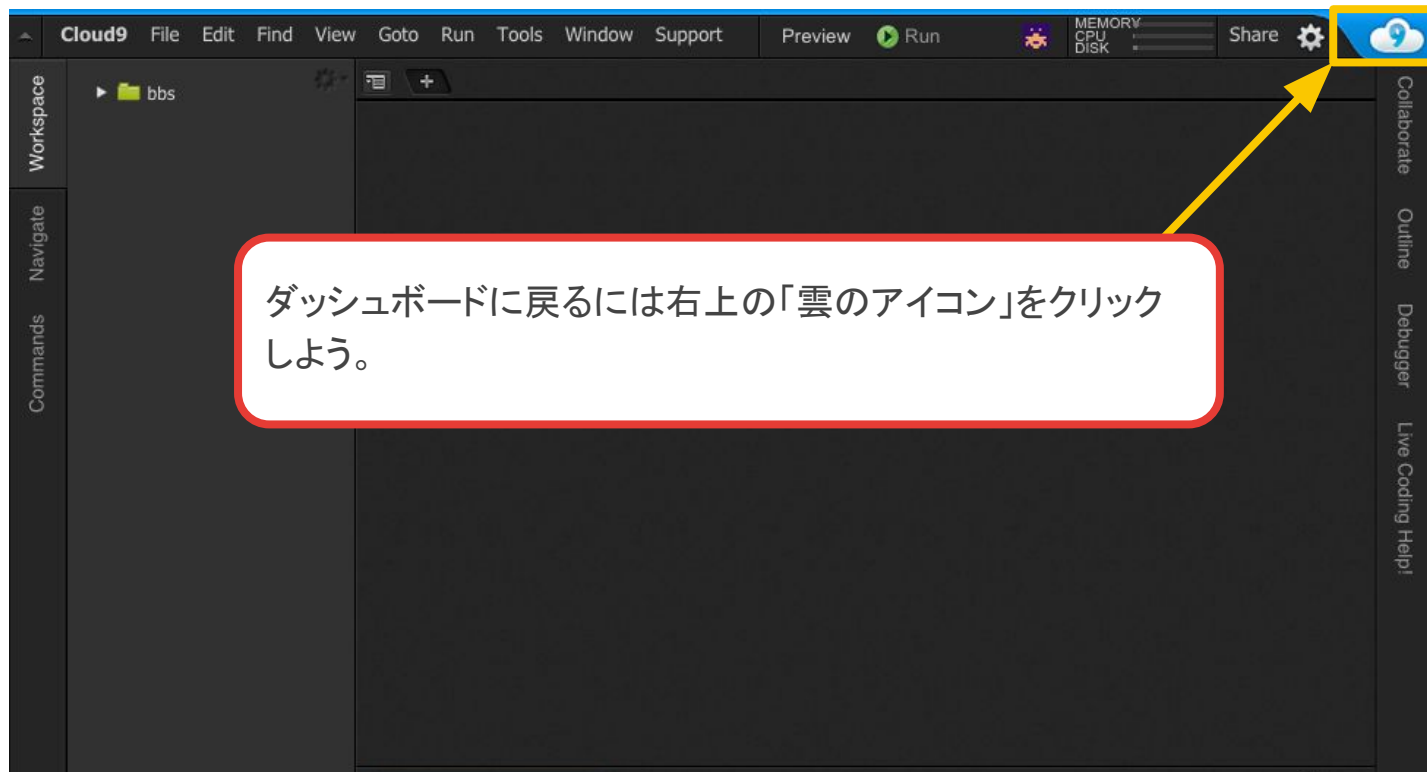 Cloud9 File Edit Find View Goto Run Tools Window Support Preview Run MEMORY Share 9
CPU
DISK
Workspace
Navigate
Commands
bbs
+
ダッシュボードに戻るには右上の「雲のアイコン」をクリック
しよう。
Collaborate
Outline
Debugger
Live Coding Help!